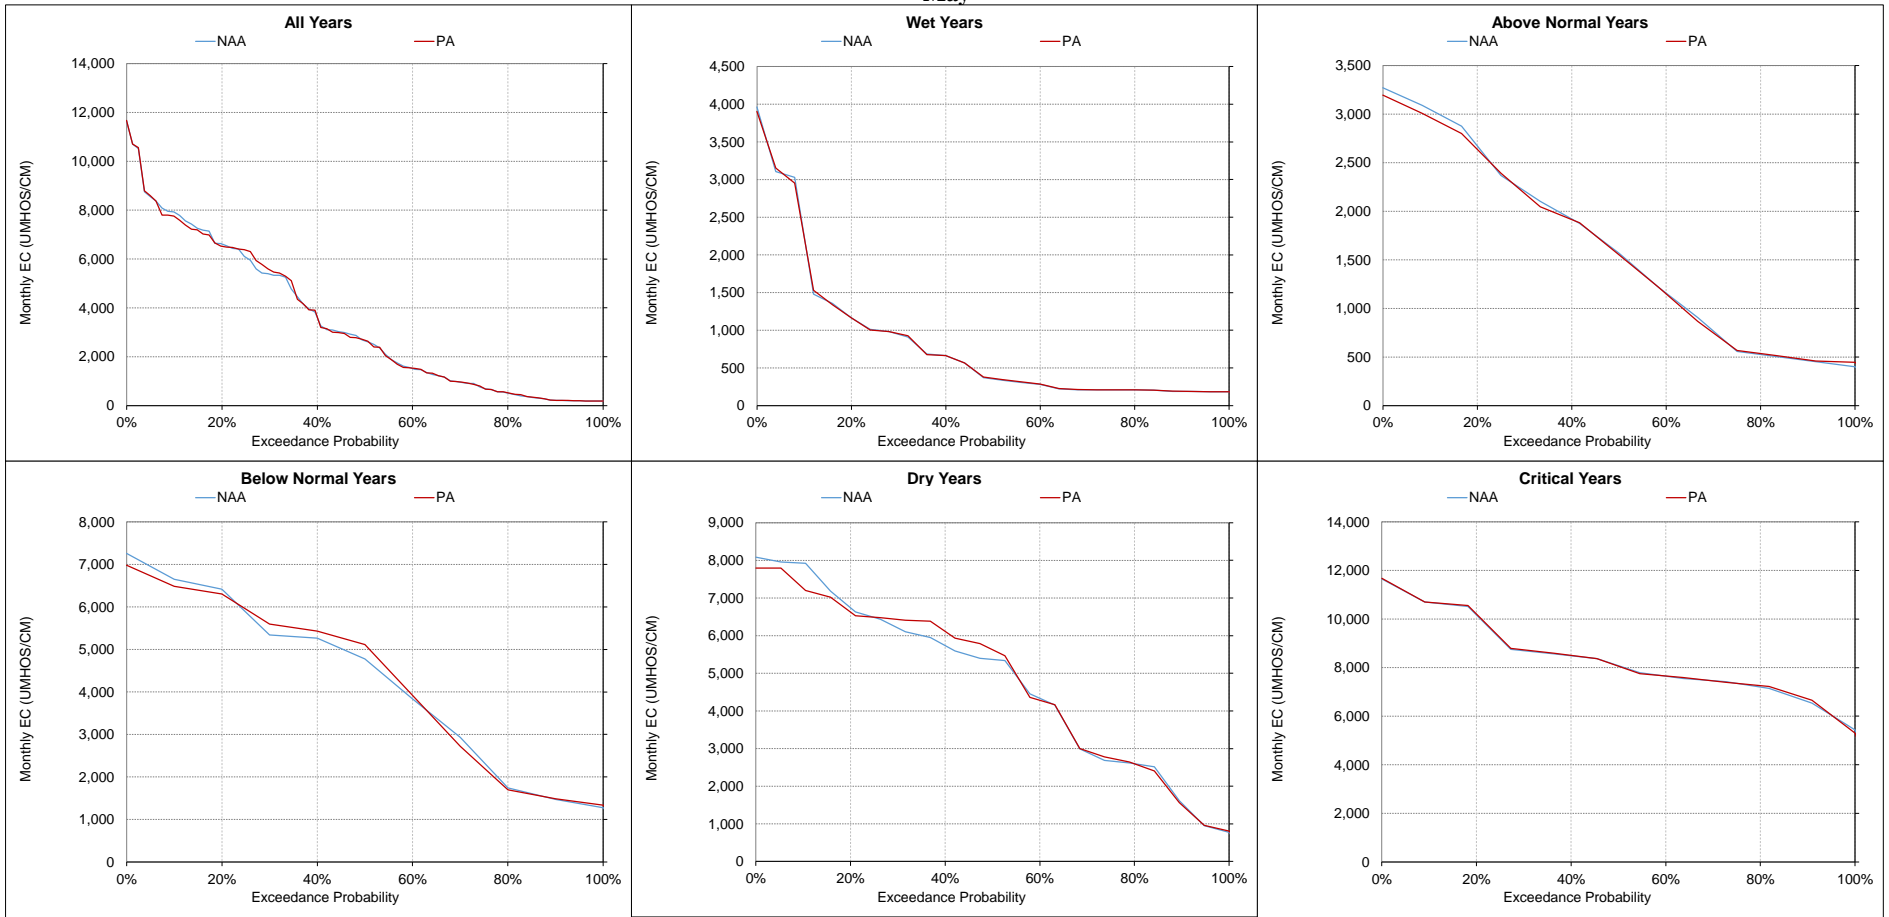 May
All Years
NAA PA
14,000
12,000
10,000
8,000
6,000
4,000
2,000
0
Monthly EC (UMHOS/CM)
0% 20% 40% 60% 80% 100%
Exceedance Probability
Wet Years
NAA PA
4,500
4,000
3,500
3,000
2,500
2,000
1,500
1,000
500
0
Monthly EC (UMHOS/CM)
0% 20% 40% 60% 80% 100%
Exceedance Probability
Above Normal Years
NAA PA
3,500
3,000
2,500
2,000
1,500
1,000
500
0
Monthly EC (UMHOS/CM)
0% 20% 40% 60% 80% 100%
Exceedance Probability
Below Normal Years
NAA PA
8,000
7,000
6,000
5,000
4,000
3,000
2,000
1,000
0
Monthly EC (UMHOS/CM)
0% 20% 40% 60% 80% 100%
Exceedance Probability
Dry Years
NAA PA
9,000
8,000
7,000
6,000
5,000
4,000
3,000
2,000
1,000
0
Monthly EC (UMHOS/CM)
0% 20% 40% 60% 80% 100%
Exceedance Probability
Critical Years
NAA PA
14,000
12,000
10,000
8,000
6,000
4,000
2,000
0
Monthly EC (UMHOS/CM)
0% 20% 40% 60% 80% 100%
Exceedance Probability